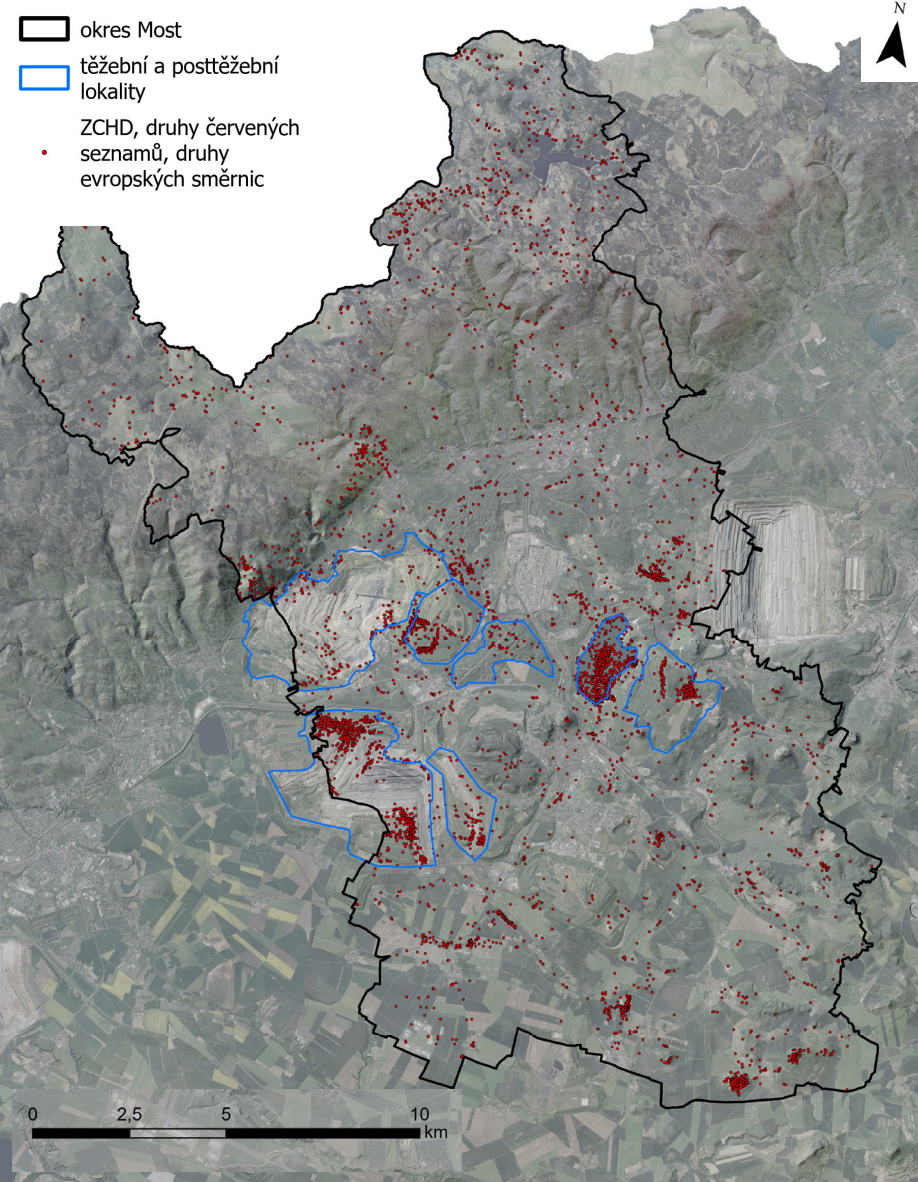 N
okres Most
těžební a posttěžební
lokality
ZCHD, druhy červených
seznamů, druhy
evropských směrnic
0 2,5 5 10
km